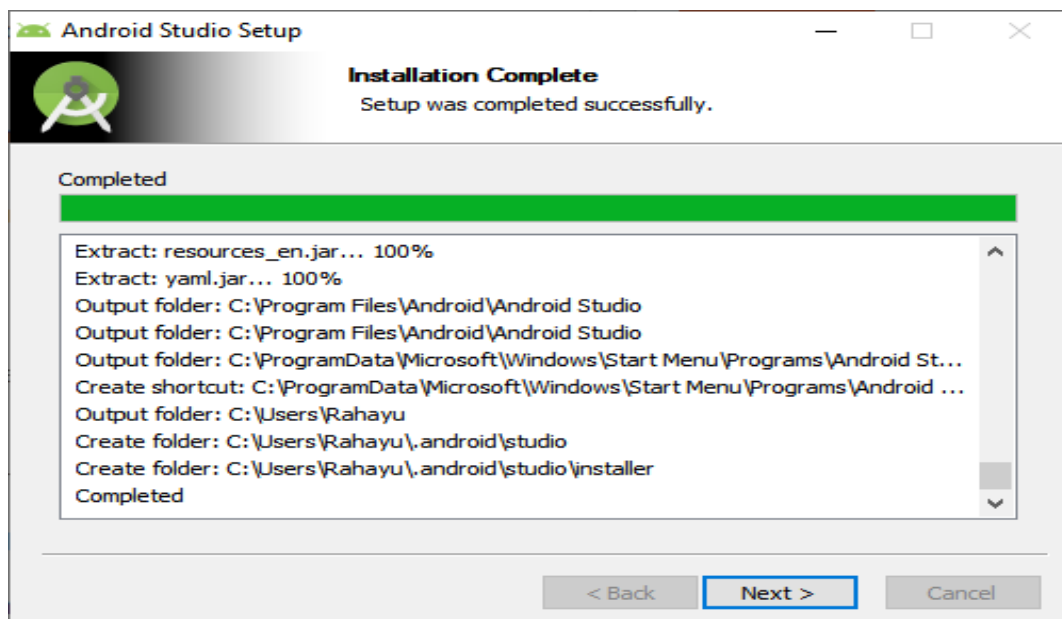 Android Studio Setup
Installation Complete
Setup was completed successfully.
Completed
Extract: resources_en.jar... 100%
Extract: yaml.jar... 100%
Output folder: C:\Program Files\Android\Android Studio
Output folder: C:\Program Files\Android\Android Studio
Output folder: C:\ProgramData\Microsoft\Windows\Start Menu\Programs\Android St...
Create shortcut: C:\ProgramData\Microsoft\Windows\Start Menu\Programs\Android ...
Output folder: C:\Users\Rahayu
Create folder: C:\Users\Rahayu\.android\studio
Create folder: C:\Users\Rahayu\.android\studio\installer
Completed
< Back Next > Cancel